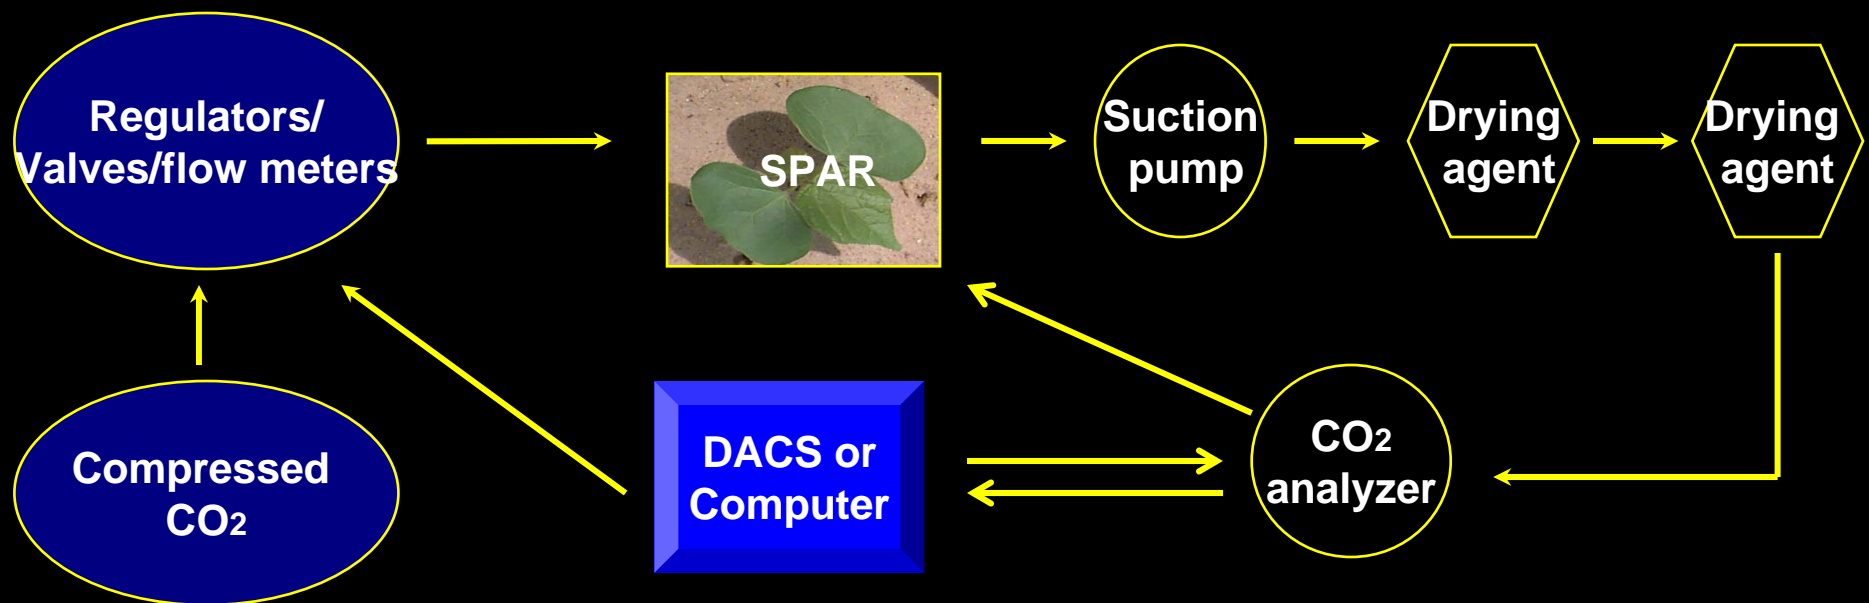 Regulators/
Valves/flow meters
SPAR
Suction
pump
Drying
agent
Drying
agent
Compressed
CO2
DACS or
Computer
CO2
analyzer